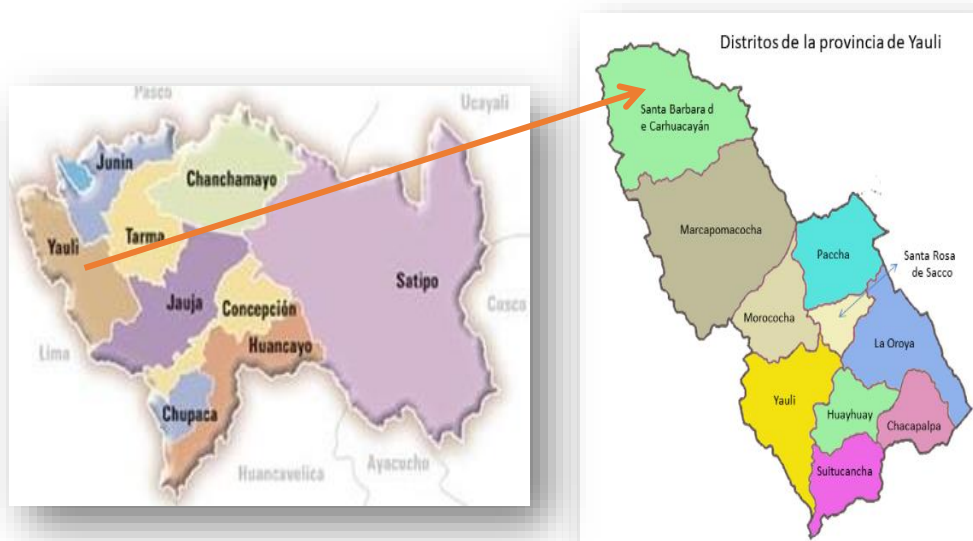 Pasco
Ucayali
Junín
Chanchamayo
Yauli
Tarma
Satipo
Jauja
Concepción
Cusco
Lima
Huancayo
Chupaca
Ayacucho
Huancavelica
Distritos de la provincia de Yauli
Santa Barbara d
e Carhuacayán
Marcapomacocha
Paccha
Santa Rosa
de Sacco
Morococha
La Oroya
Yauli
Huayhuay
Chacapalpa
Suitucancha